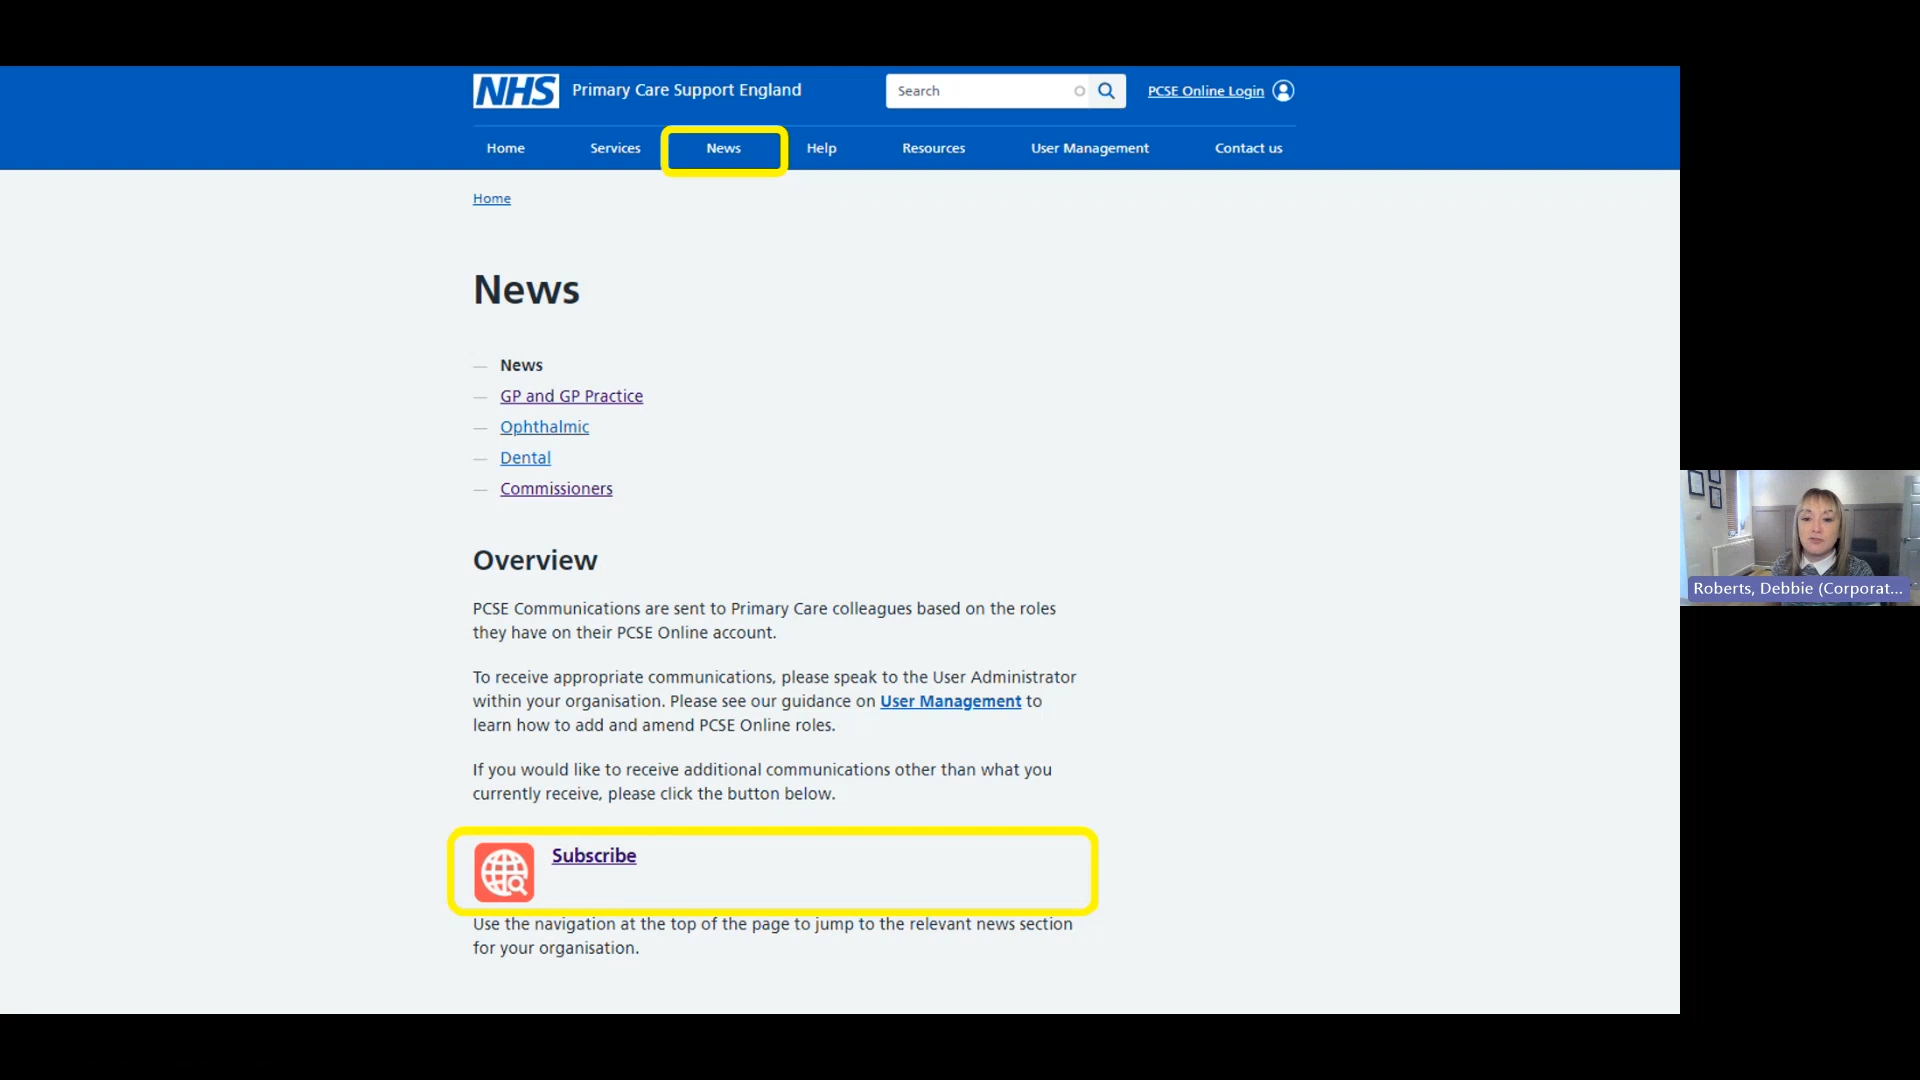 NHS Primary Care Support England
Search
PCSE Online Login
Home Services News Help Resources User Management Contact us
Home
News
— News
— GP and GP Practice
— Ophthalmic
— Dental
— Commissioners
Overview
PCSE Communications are sent to Primary Care colleagues based on the roles
they have on their PCSE Online account.
To receive appropriate communications, please speak to the User Administrator
within your organisation. Please see our guidance on User Management to
learn how to add and amend PCSE Online roles.
If you would like to receive additional communications other than what you
currently receive, please click the button below.
Subscribe
Use the navigation at the top of the page to jump to the relevant news section
for your organisation.
Roberts, Debbie (Corporat...